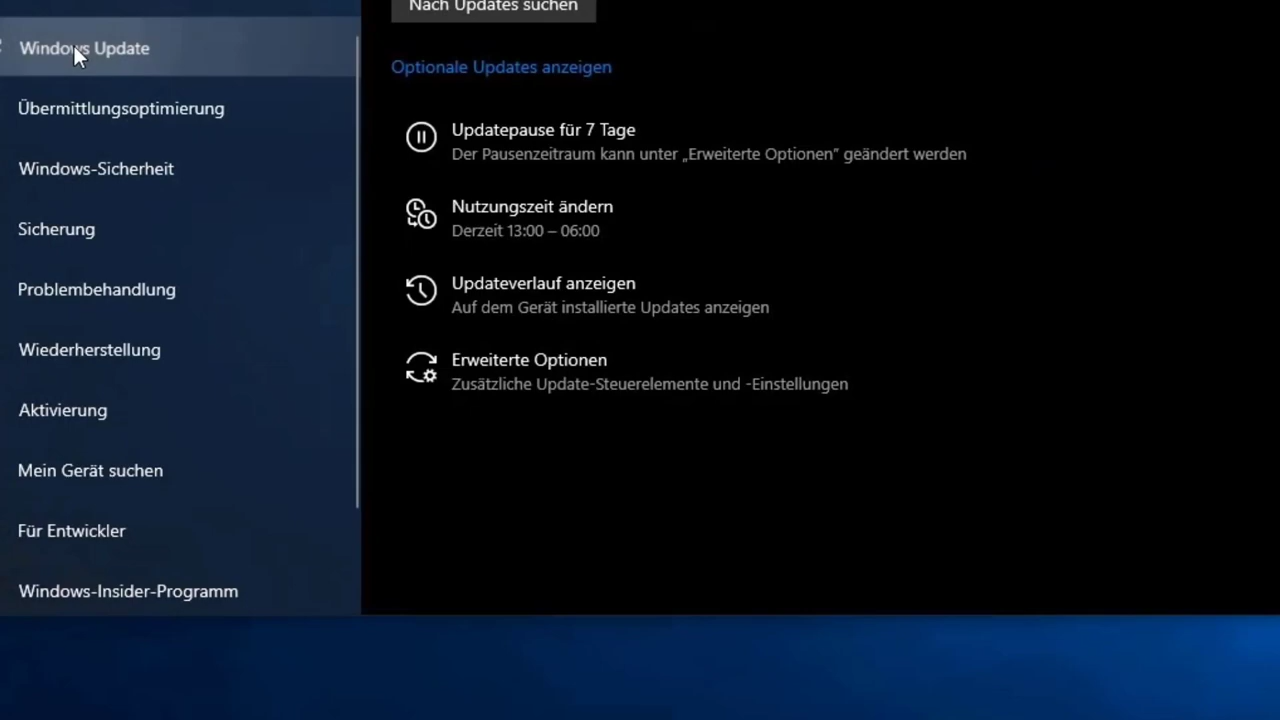 Nach Updates suchen
Windows Update
Optionale Updates anzeigen
Übermittlungsoptimierung
Windows-Sicherheit
Sicherung
Problembehandlung
Wiederherstellung
Aktivierung
Mein Gerät suchen
Für Entwickler
Windows-Insider-Programm
Updatepause für 7 Tage
Der Pausenzeitraum kann unter „Erweiterte Optionen“ geändert werden
Nutzungszeit ändern
Derzeit 13:00 – 06:00
Updateverlauf anzeigen
Auf dem Gerät installierte Updates anzeigen
Erweiterte Optionen
Zusätzliche Update-Steuerelemente und -Einstellungen